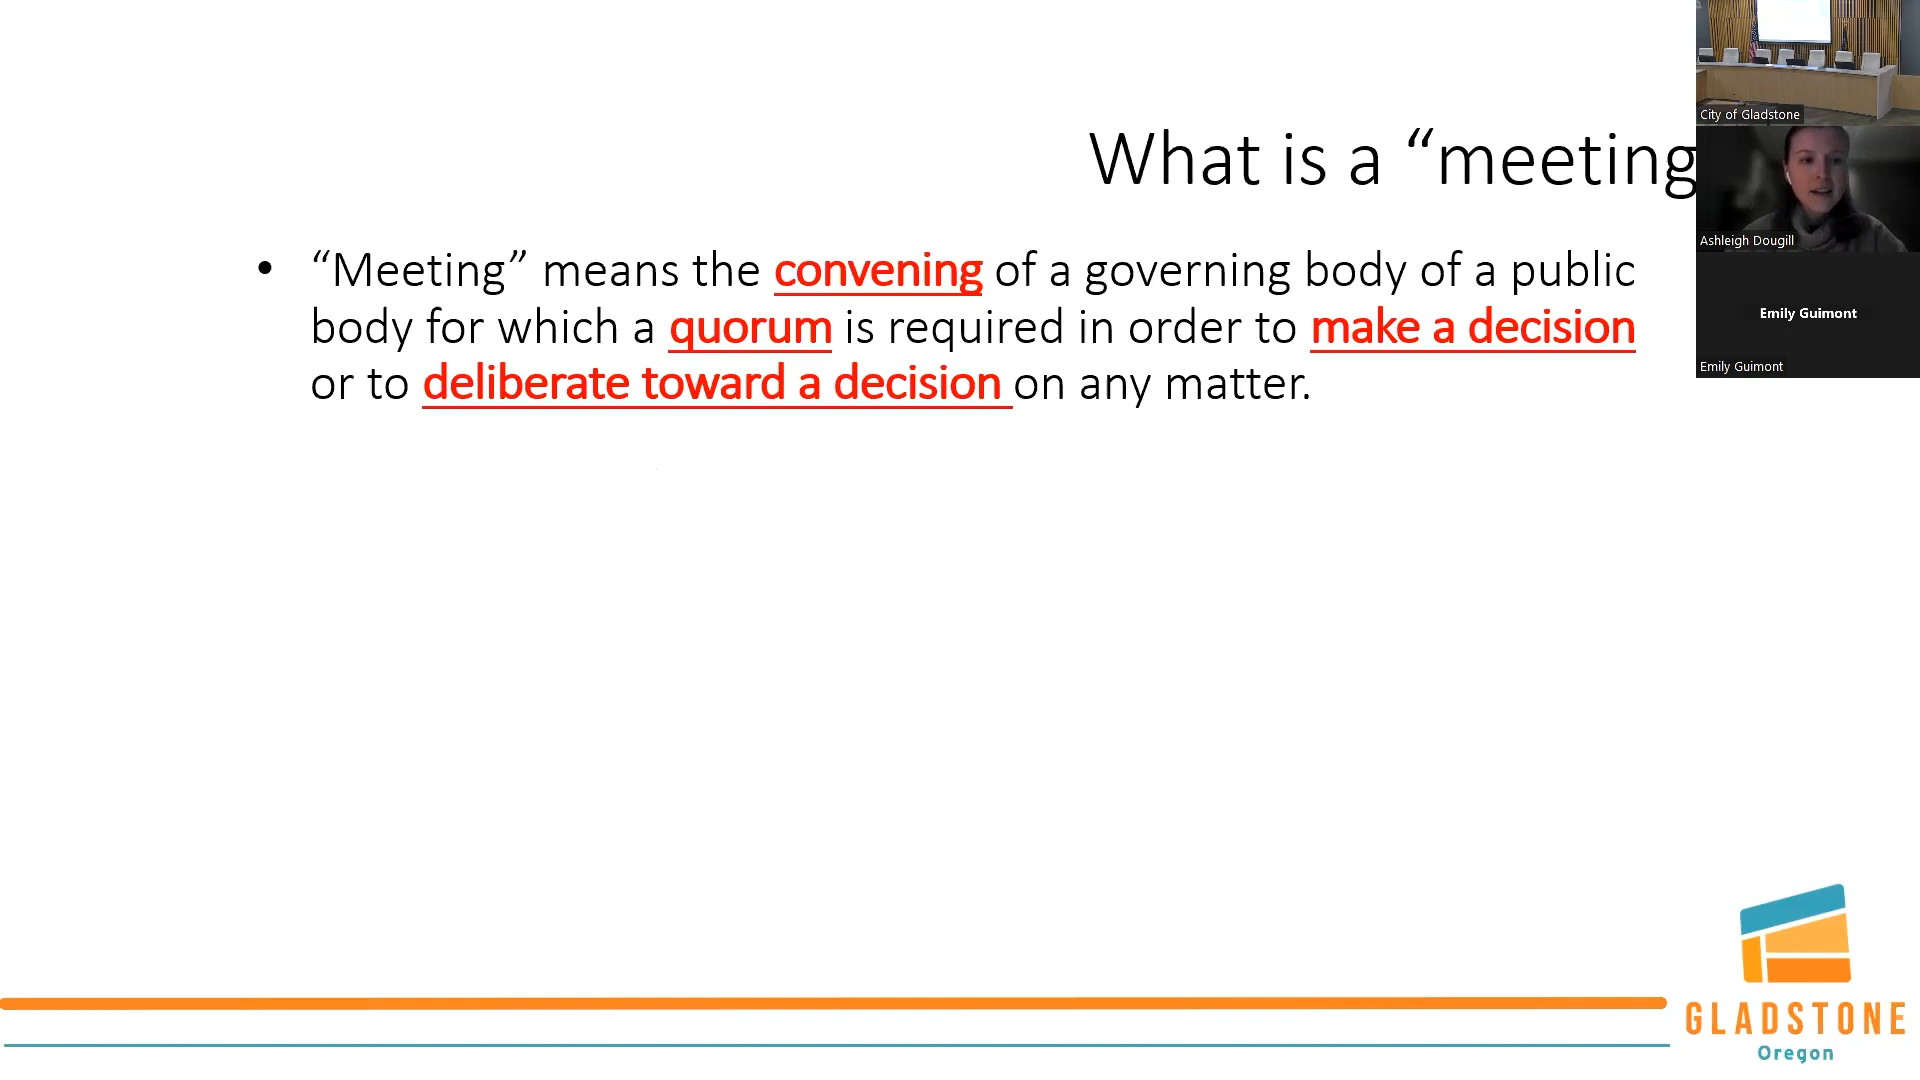 What is a “meeting
• “Meeting” means the convening of a governing body of a public
body for which a quorum is required in order to make a decision
or to deliberate toward a decision on any matter.
City of Gladstone
Ashleigh Dougill
Emily Guimont
Emily Guimont
GLADSTONE
Oregon